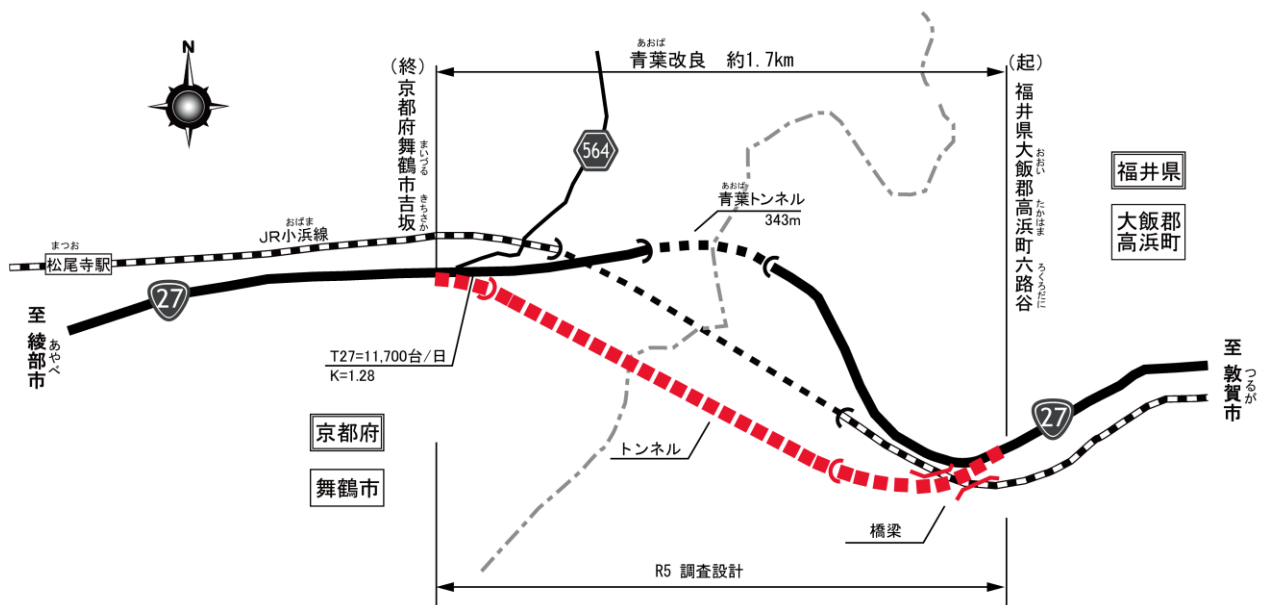 N
あおば
青葉改良 約1.7km
(終)
京都府舞鶴市吉坂
まいづる
きちさか
(起)
福井県大飯郡高浜町六路谷
おおい
たかはま
ろくろだに
564
福井県
大飯郡
高浜町
あおば
青葉トンネル
343m
おばま
JR小浜線
まつお
松尾寺駅
27
至 綾部市
あやべ
T27=11,700台/日
K=1.28
至 敦賀市
つるが
27
京都府
舞鶴市
トンネル
橋梁
R5 調査設計